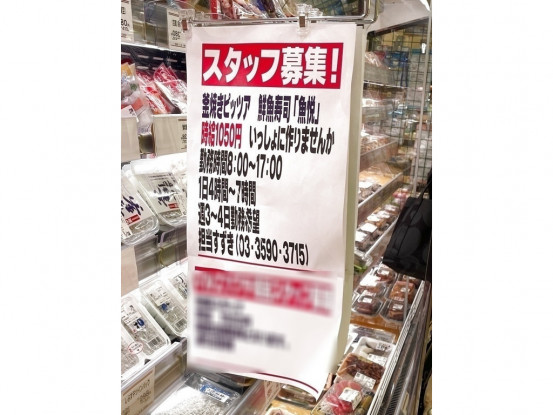 スタッフ募集!
釜焼きピッツア 鮮魚寿司「魚悦」
時給1050円 いっしょに作りませんか
勤務時間8:00～17:00
1日4時間～7時間
週3～4日勤務希望
担当すずき(03-3590-3715)